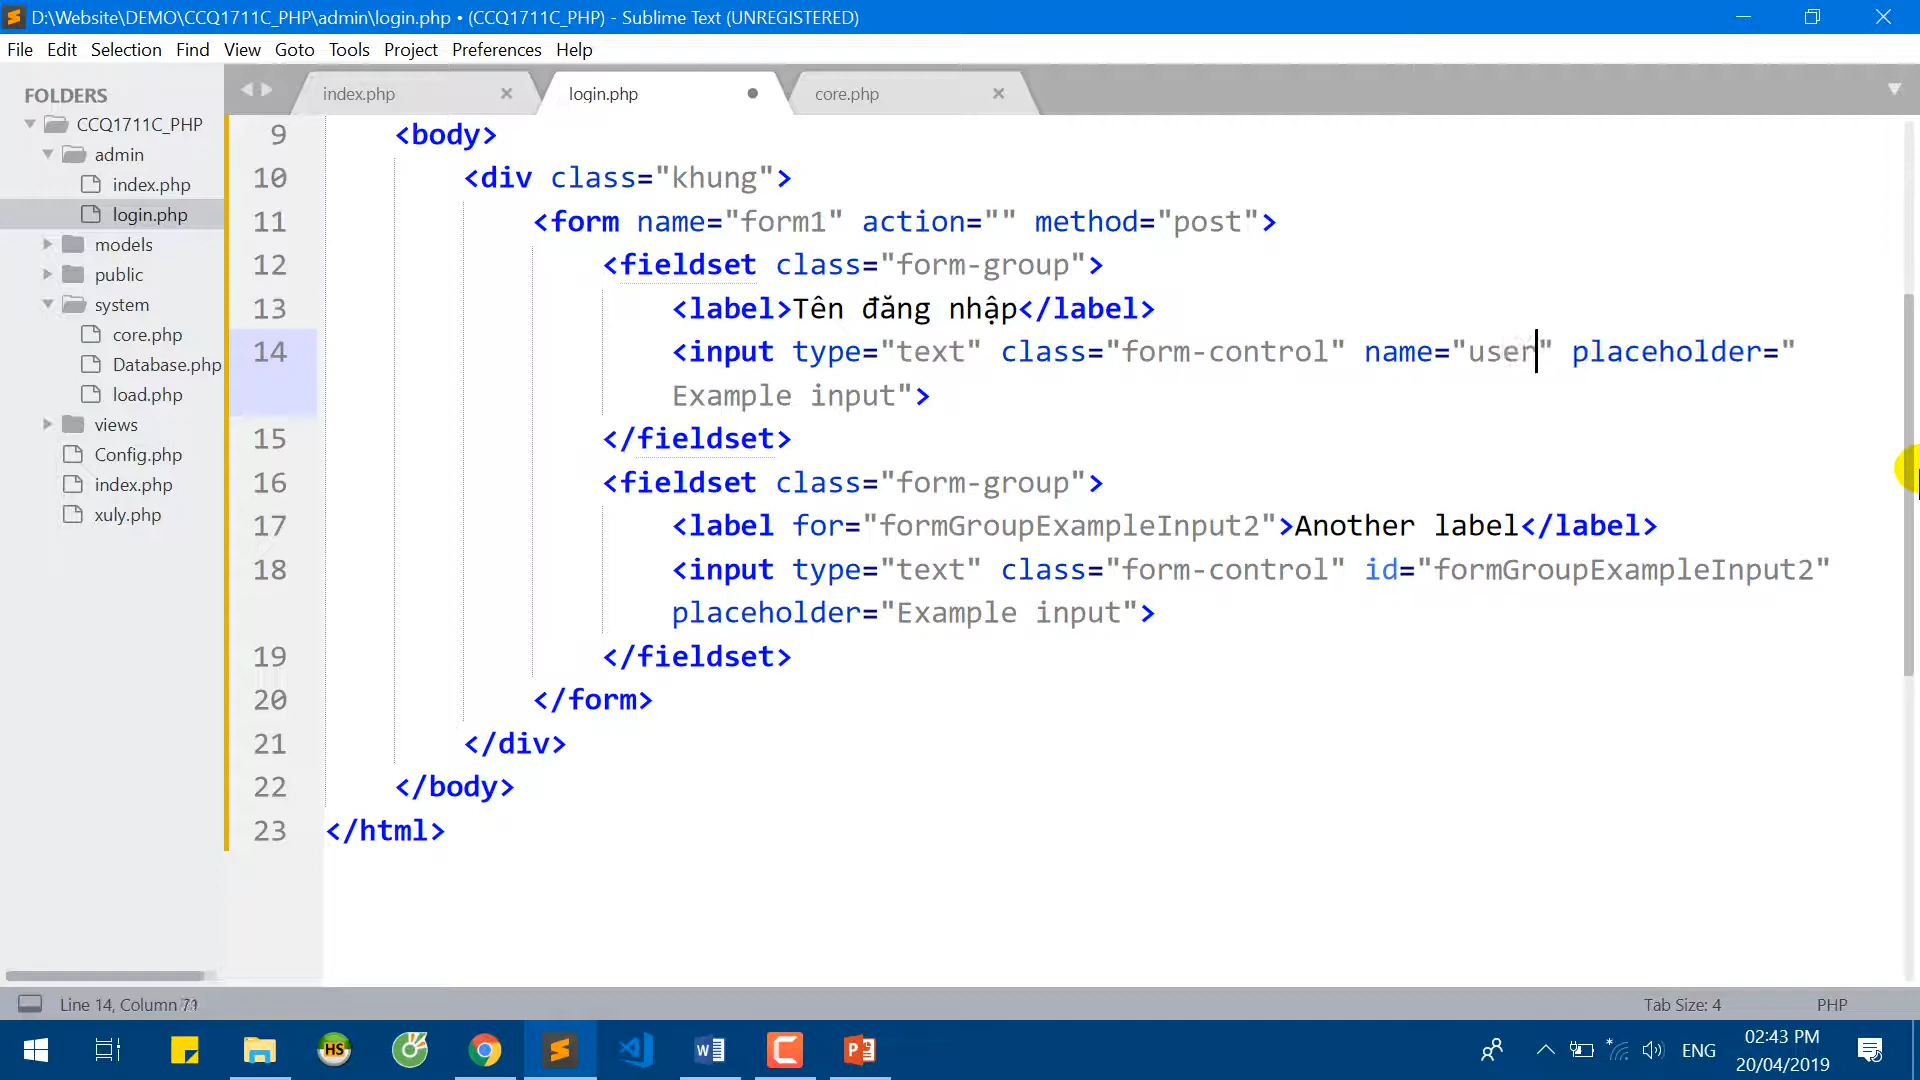 D:\Website\DEMO\CCQ1711C_PHP\admin\login.php • (CCQ1711C_PHP) - Sublime Text (UNREGISTERED)
File Edit Selection Find View Goto Tools Project Preferences Help
FOLDERS
CCQ1711C_PHP
admin
index.php
login.php
models
public
system
core.php
Database.php
load.php
views
Config.php
index.php
xuly.php
index.php × login.php • core.php ×
9 <body>
10 <div class="khung">
11 <form name="form1" action="" method="post">
12 <fieldset class="form-group">
13 <label>Tên đăng nhập</label>
14 <input type="text" class="form-control" name="user" placeholder="
Example input">
15 </fieldset>
16 <fieldset class="form-group">
17 <label for="formGroupExampleInput2">Another label</label>
18 <input type="text" class="form-control" id="formGroupExampleInput2"
placeholder="Example input">
19 </fieldset>
20 </form>
21 </div>
22 </body>
23 </html>
Line 14, Column
Tab Size: 4 PHP
HS
ENG
02:43 PM
20/04/2019